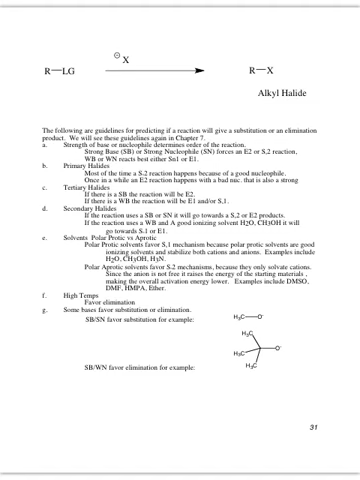 ⊖ X
R—LG
R—X
Alkyl Halide
The following are guidelines for predicting if a reaction will give a substitution or an elimination
product. We will see these guidelines again in Chapter 7.
a. Strength of base or nucleophile determines order of the reaction.
Strong Base (SB) or Strong Nucleophile (SN) forces an E2 or SN2 reaction,
WB or WN reacts best either Sn1 or E1.
b. Primary Halides
Most of the time a SN2 reaction happens because of a good nucleophile.
Once in a while an E2 reaction happens with a bad nuc. that is also a strong
c. Tertiary Halides
If there is a SB the reaction will be E2.
If there is a WB the reaction will be E1 and/or SN1.
d. Secondary Halides
If the reaction uses a SB or SN it will go towards a SN2 or E2 products.
If the reaction uses a WB and A good ionizing solvent H2O, CH3OH it will
go towards SN1 or E1.
e. Solvents Polar Protic vs Aprotic
Polar Protic solvents favor SN1 mechanism because polar protic solvents are good
ionizing solvents and stabilize both cations and anions. Examples include
H2O, CH3OH, H3N.
Polar Aprotic solvents favor SN2 mechanisms, because they only solvate cations.
Since the anion is not free it raises the energy of the starting materials ,
making the overall activation energy lower. Examples include DMSO,
DMF, HMPA, Ether.
f. High Temps
Favor elimination
g. Some bases favor substitution or elimination.
SB/SN favor substitution for example:
H3C—O-
H3C
H3C
O-
H3C
SB/WN favor elimination for example:
31